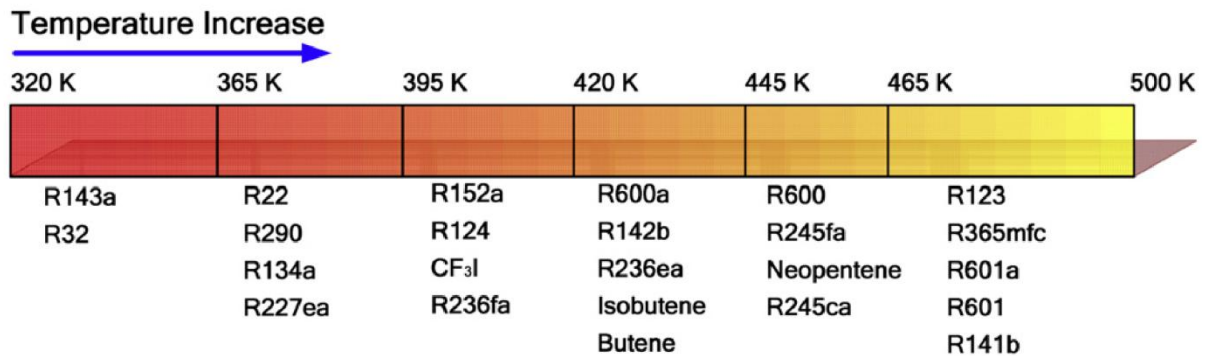 Temperature Increase
320 K 365 K 395 K 420 K 445 K 465 K 500 K
R143a R22 R152a R600a R600 R123
R32 R290 R124 R142b R245fa R365mfc
R134a CF₃I R236ea Neopentene R601a
R227ea R236fa Isobutene R245ca R601
Butene R141b